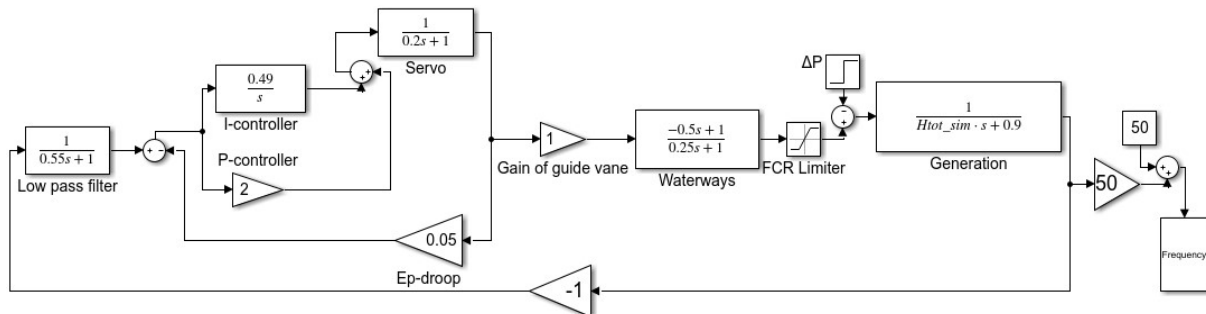 1
0.2s + 1
Servo
ΔP
0.49
s
I-controller
1
Htot_sim · s + 0.9
Generation
50
+
+
1
0.55s + 1
Low pass filter
+ −
P-controller
2
+
+
1
Gain of guide vane
−0.5s + 1
0.25s + 1
Waterways
FCR Limiter
−
+
50
0.05
Ep-droop
Frequency
-1